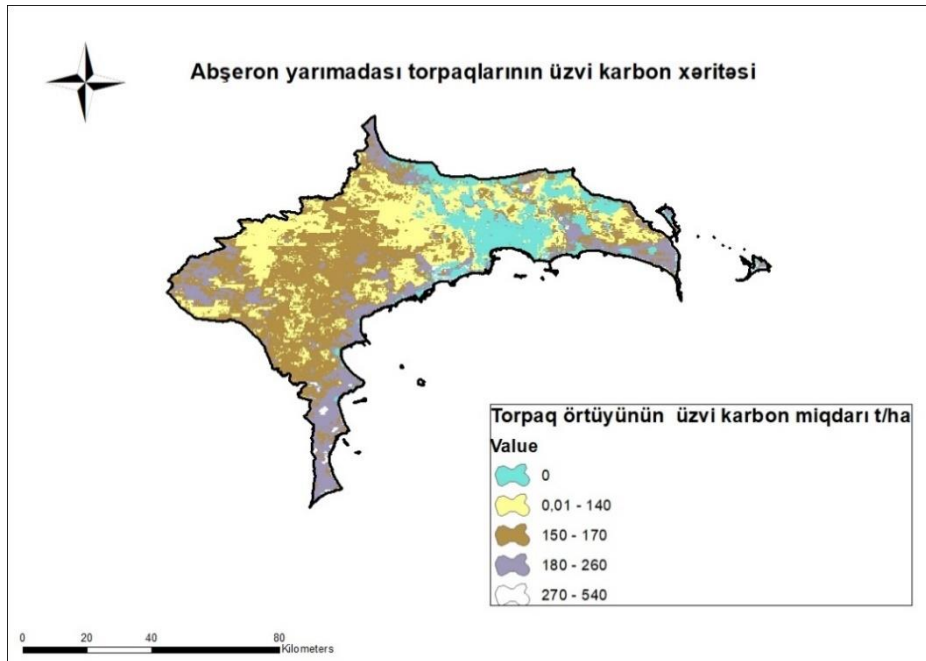 Abşeron yarımadası torpaqlarının üzvi karbon xəritəsi
Torpaq örtüyünün üzvi karbon miqdarı t/ha
Value
0
0,01 - 140
150 - 170
180 - 260
270 - 540
0 20 40 80
Kilometers